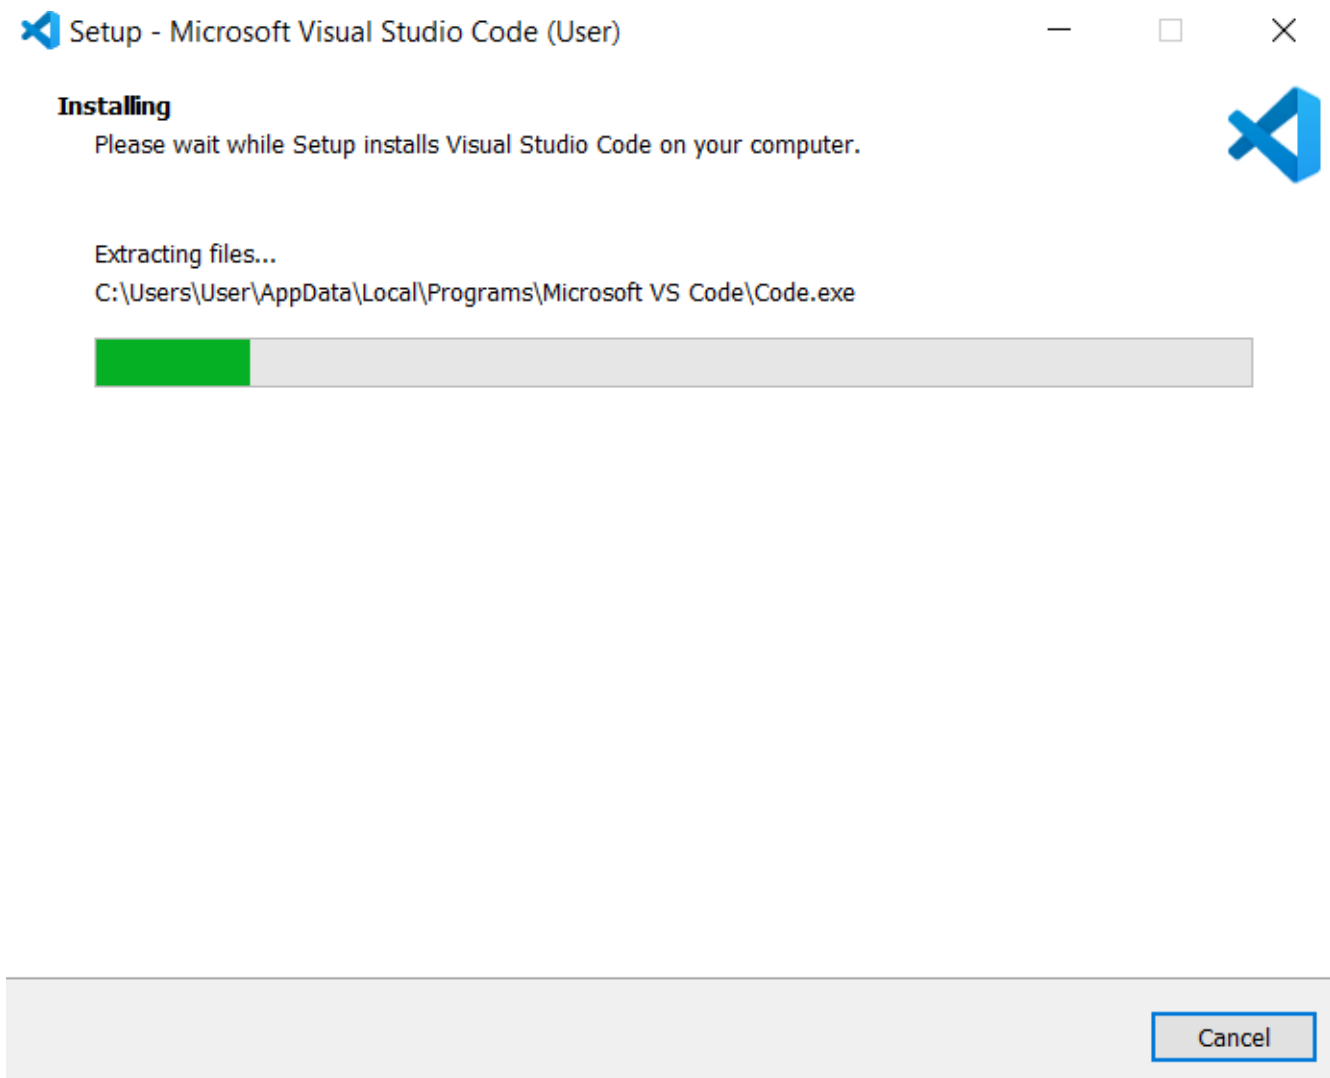 Setup - Microsoft Visual Studio Code (User)
Installing
Please wait while Setup installs Visual Studio Code on your computer.
Extracting files...
C:\Users\User\AppData\Local\Programs\Microsoft VS Code\Code.exe
Cancel